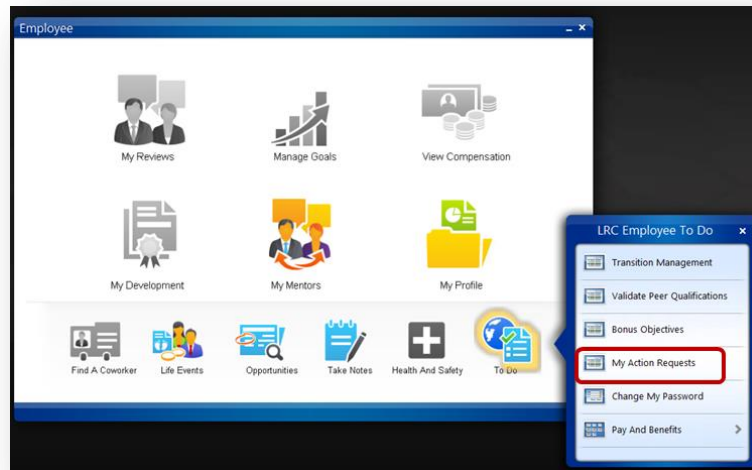 Employee
My Reviews
Manage Goals
View Compensation
My Development
My Mentors
My Profile
Find A Coworker
Life Events
Opportunities
Take Notes
Health And Safety
To Do
LRC Employee To Do
Transition Management
Validate Peer Qualifications
Bonus Objectives
My Action Requests
Change My Password
Pay And Benefits